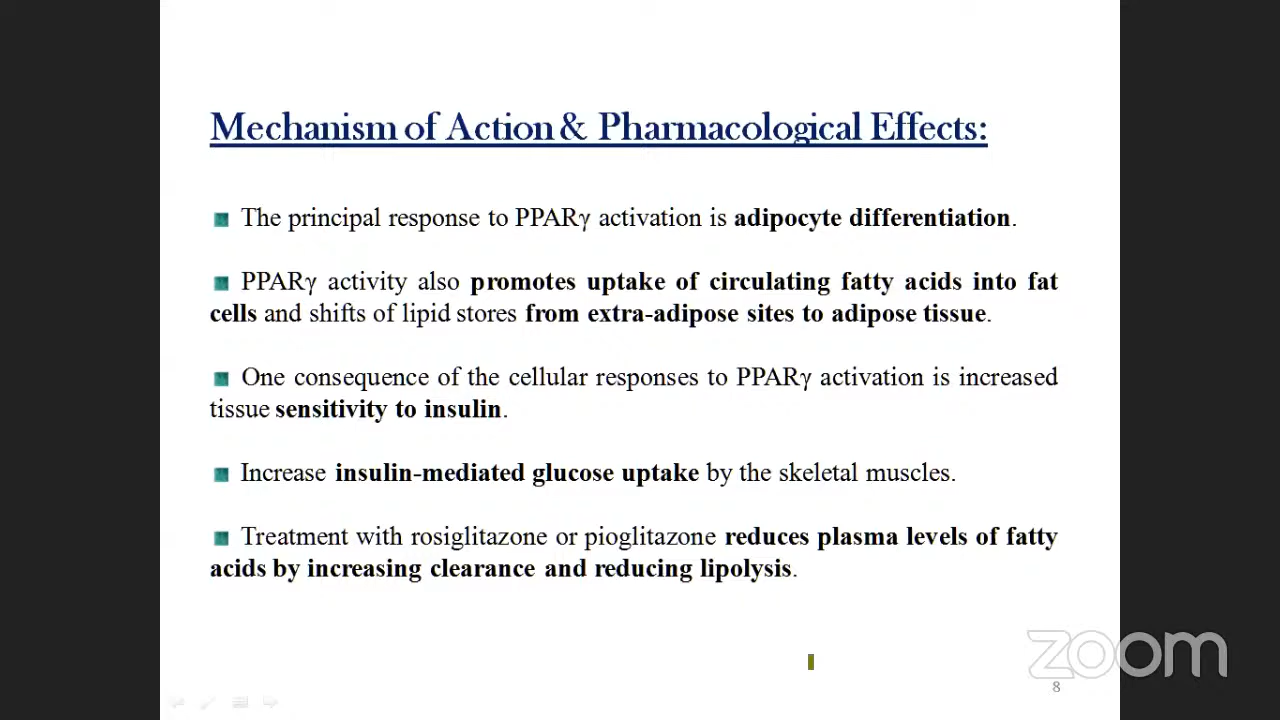 Mechanism of Action & Pharmacological Effects:
The principal response to PPARγ activation is adipocyte differentiation.
PPARγ activity also promotes uptake of circulating fatty acids into fat
cells and shifts of lipid stores from extra-adipose sites to adipose tissue.
One consequence of the cellular responses to PPARγ activation is increased
tissue sensitivity to insulin.
Increase insulin-mediated glucose uptake by the skeletal muscles.
Treatment with rosiglitazone or pioglitazone reduces plasma levels of fatty
acids by increasing clearance and reducing lipolysis.
zoom
8